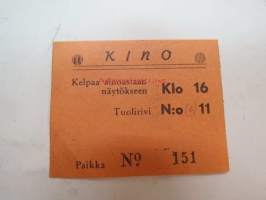 KINO
Kelpaa ainoastaan
näytökseen Klo 16
Tuolirivi N:o 11
Paikka No 151